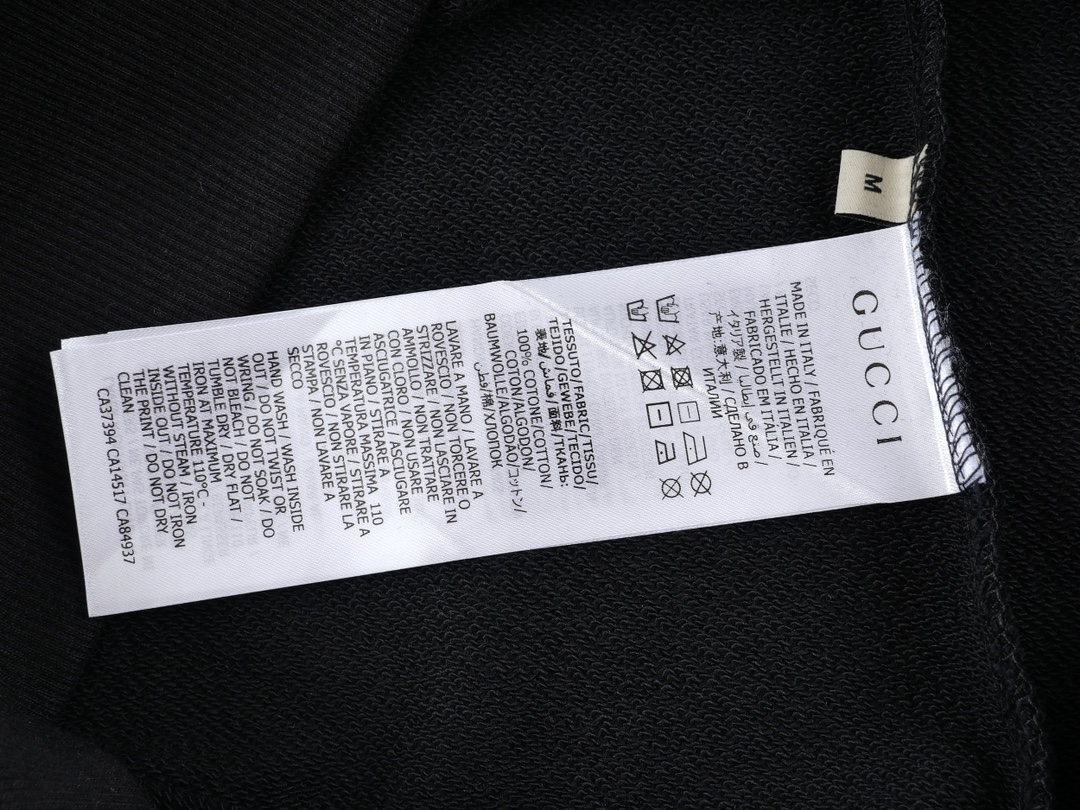 M
GUCCI
MADE IN ITALY / FABRIQUÉ EN
ITALIE / HECHO EN ITALIA /
HERGESTELLT IN ITALIEN /
FABRICADO EM ITÁLIA /
イタリア製 / صنع في إيطاليا /
产地:意大利 / СДЕЛАНО В
ИТАЛИИ
TESSUTO/FABRIC/TISSU/
TEJIDO/GEWEBE/TECIDO/
表地/ قماش /面料/ТКАНЬ:
100% COTONE/COTTON/
COTON/ALGODÃO/コットン/
BAUMWOLLE/ALGODÓN/
قطن/棉/ХЛОПОК
LAVARE A MANO / LAVARE A
ROVESCIO / NON TORCERE O
STRIZZARE / NON LASCIARE IN
AMMOLLO / NON TRATTARE
CON CLORO / NON USARE
ASCIUGATRICE / ASCIUGARE
IN PIANO / STIRARE A
TEMPERATURA MASSIMA 110
°C SENZA VAPORE / STIRARE A
ROVESCIO / NON STIRARE LA
STAMPA / NON LAVARE A
SECCO
HAND WASH / WASH INSIDE
OUT / DO NOT TWIST OR
WRING / DO NOT SOAK / DO
NOT BLEACH / DO NOT
TUMBLE DRY / DRY FLAT /
IRON AT MAXIMUM
TEMPERATURE 110°C -
WITHOUT STEAM / IRON
INSIDE OUT / DO NOT IRON
THE PRINT / DO NOT DRY
CLEAN
CA37394 CA14517 CA84937